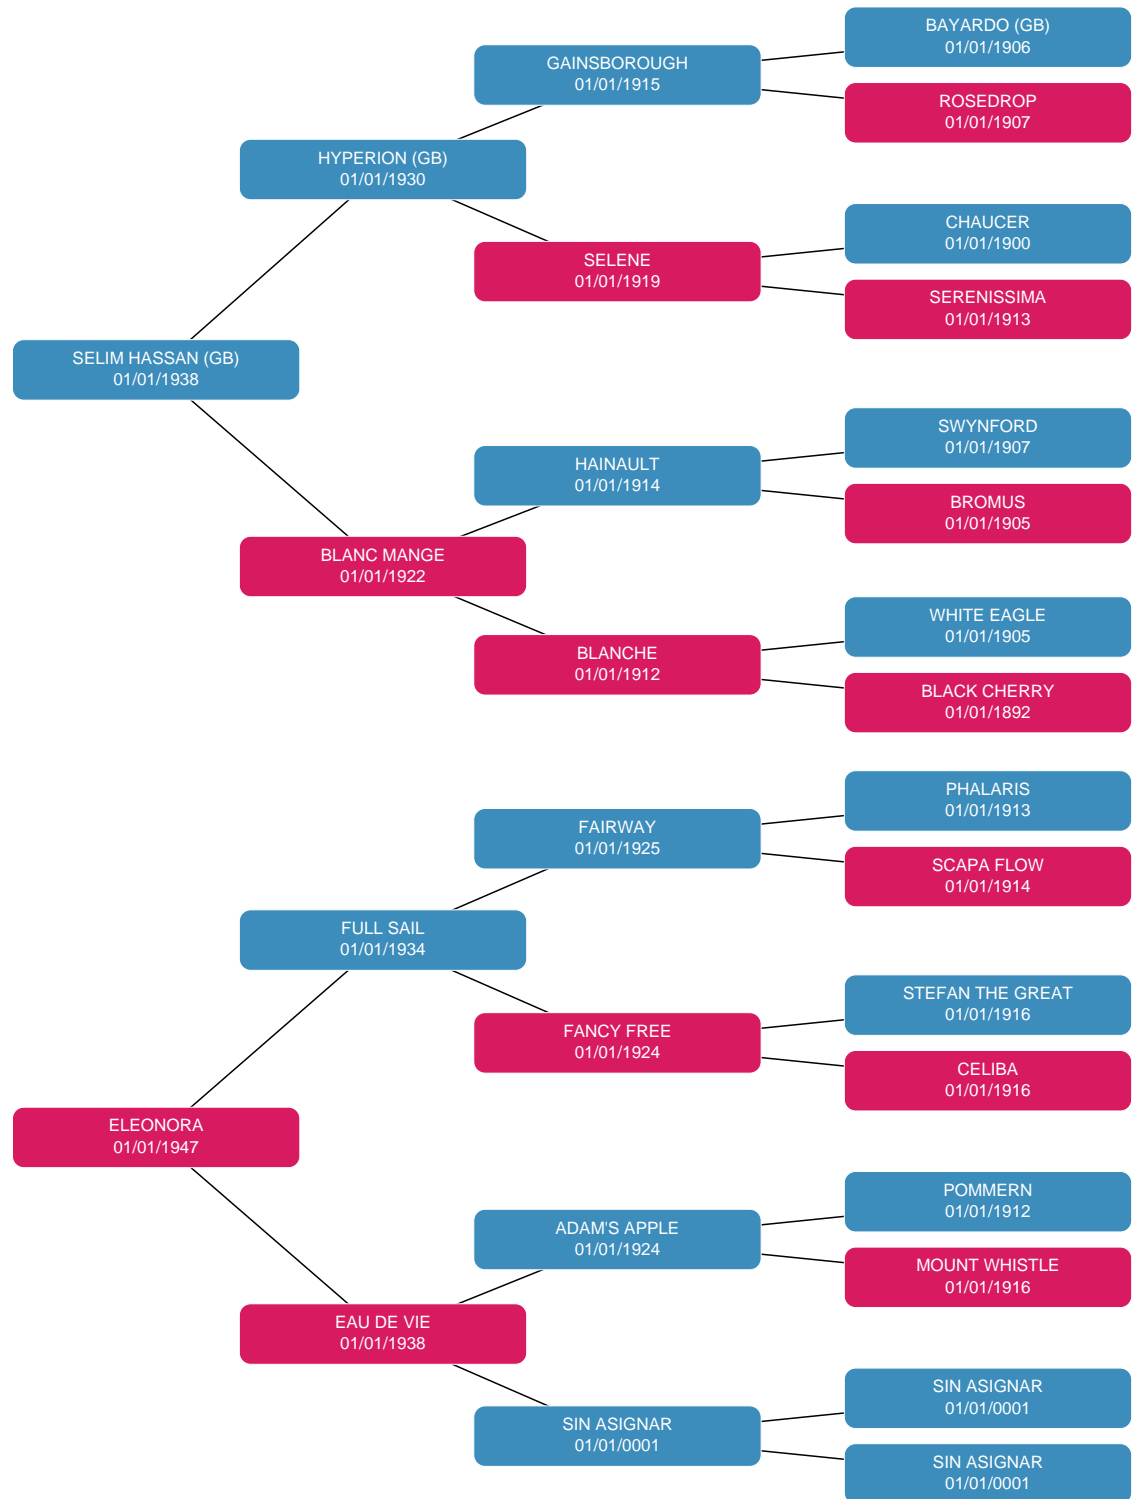 BAYARDO (GB)
01/01/1906
GAINSBOROUGH
01/01/1915
ROSEDROP
01/01/1907
HYPERION (GB)
01/01/1930
CHAUCER
01/01/1900
SELENE
01/01/1919
SERENISSIMA
01/01/1913
SELIM HASSAN (GB)
01/01/1938
SWYNFORD
01/01/1907
HAINAULT
01/01/1914
BROMUS
01/01/1905
BLANC MANGE
01/01/1922
WHITE EAGLE
01/01/1905
BLANCHE
01/01/1912
BLACK CHERRY
01/01/1892
PHALARIS
01/01/1913
FAIRWAY
01/01/1925
SCAPA FLOW
01/01/1914
FULL SAIL
01/01/1934
STEFAN THE GREAT
01/01/1916
FANCY FREE
01/01/1924
CELIBA
01/01/1916
ELEONORA
01/01/1947
POMMERN
01/01/1912
ADAM'S APPLE
01/01/1924
MOUNT WHISTLE
01/01/1916
EAU DE VIE
01/01/1938
SIN ASIGNAR
01/01/0001
SIN ASIGNAR
01/01/0001
SIN ASIGNAR
01/01/0001